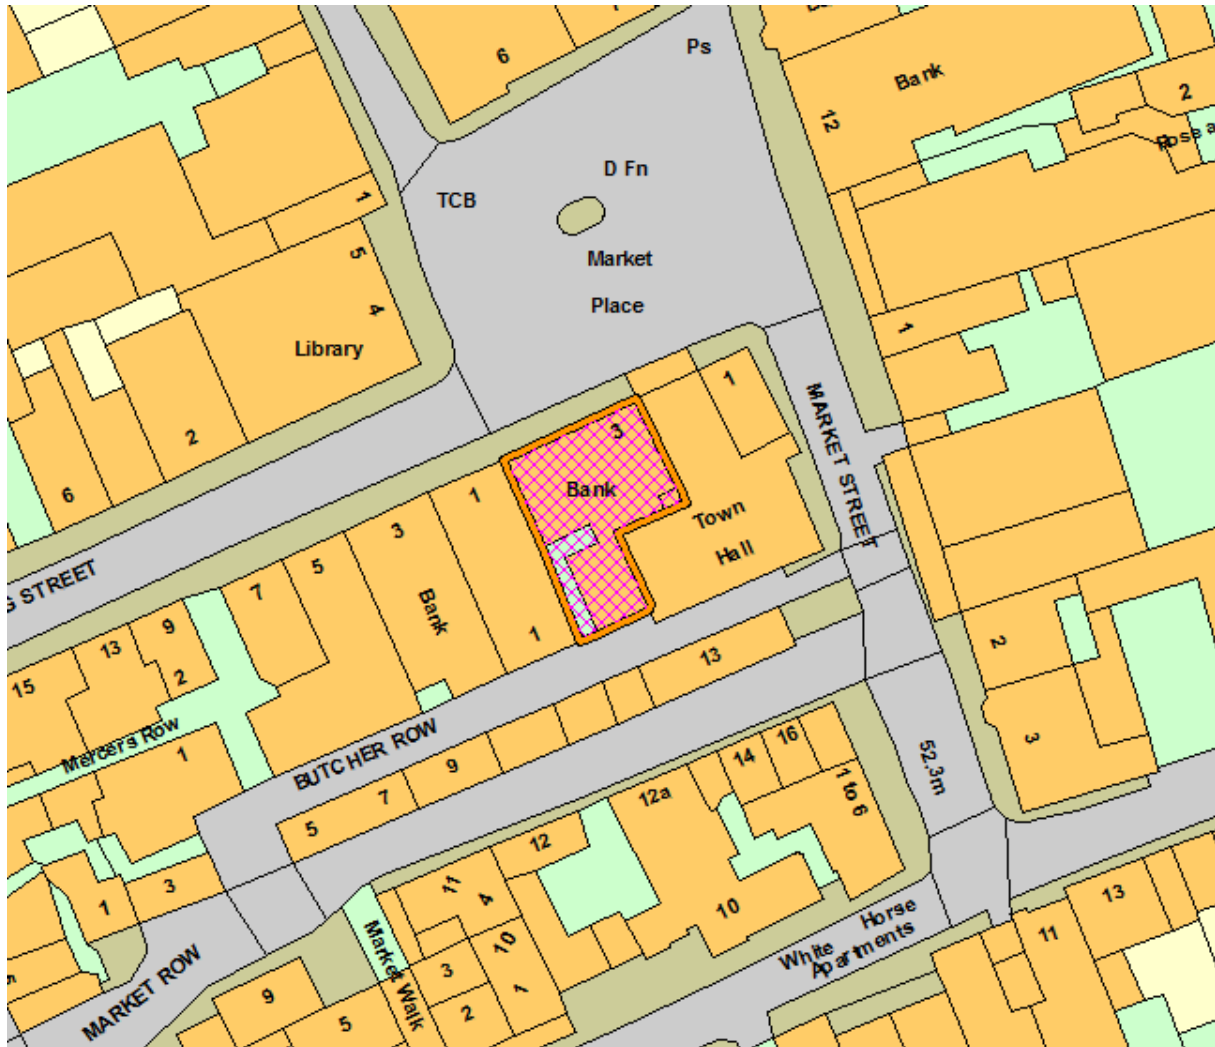 6
Ps
Bank
2
12
D Fn
TCB
1
5
Market
4
Place
1
Library
1
MARKET STREET
2
3
Bank
6
1
Town
3
Hall
5
7
Bank
G STREET
9
13
1
2
2
15
13
Mercers Row
1
3
BUTCHER ROW
52.3m
16
14
9
7
12a
1 to 6
5
12
3
11
4
1
10
13
Horse
10
11
Market Walk
White
Apartments
3
MARKET ROW
9
2
1
5